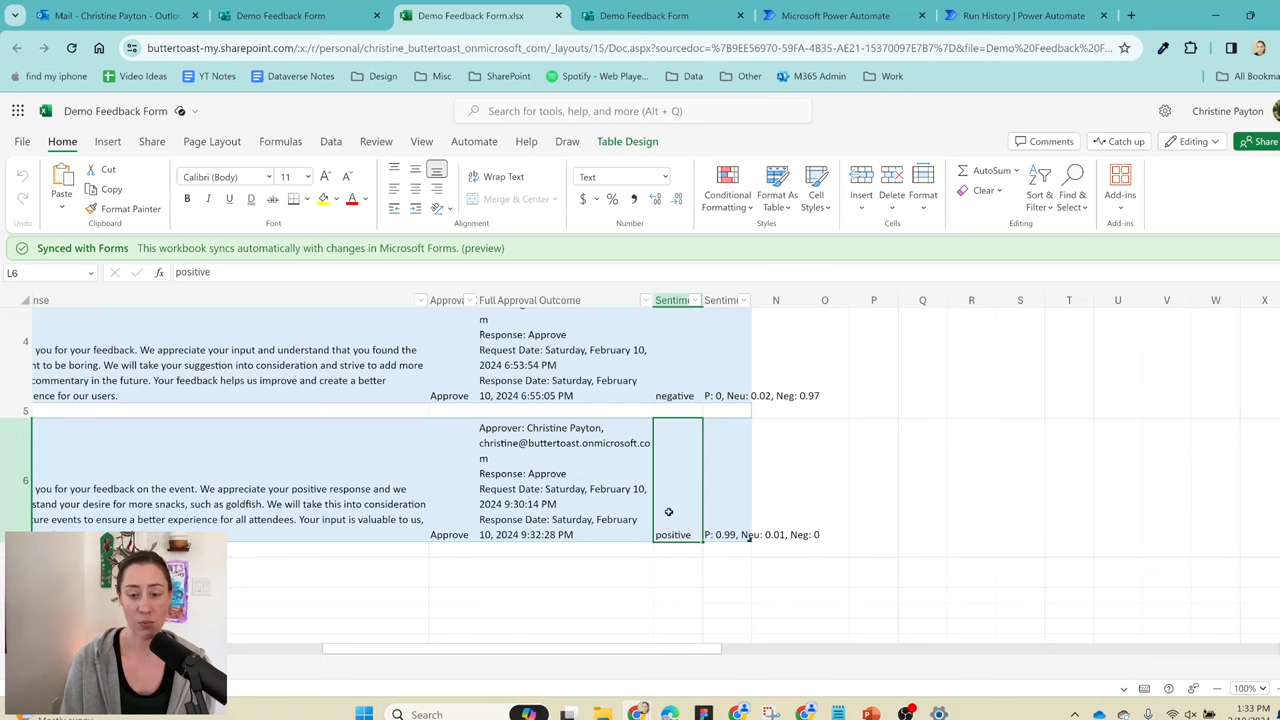 Mail - Christine Payton - Outlo
Demo Feedback Form
Demo Feedback Form.xlsx
Demo Feedback Form
Microsoft Power Automate
Run History | Power Automate
buttertoast-my.sharepoint.com/:x:/r/personal/christine_buttertoast_onmicrosoft_com/_layouts/15/Doc.aspx?sourcedoc=%7B9EE56970-59FA-4B35-AE21-15370097E7B7%7D&file=Demo%20Feedback%20F...
find my iphone
Video Ideas
YT Notes
Dataverse Notes
Design
Misc
SharePoint
Spotify - Web Playe...
Data
Other
M365 Admin
Work
All Bookma
Demo Feedback Form
Search for tools, help, and more (Alt + Q)
Christine Payton
File Home Insert Share Page Layout Formulas Data Review View Automate Help Draw Table Design
Comments
Catch up
Editing
Share
Cut
Calibri (Body)
11
Wrap Text
Text
AutoSum
Paste
Copy
Merge & Center
Conditional Formatting
Format As Table
Cell Styles
Insert
Delete
Format
Clear
Sort & Filter
Find & Select
Add-ins
Format Painter
Undo
Clipboard
Font
Alignment
Number
Styles
Cells
Editing
Add-ins
Synced with Forms This workbook syncs automatically with changes in Microsoft Forms. (preview)
L6
fx
positive
nse
Approva
Full Approval Outcome
Sentime
Sentime
N O P Q R S T U V W X
4
m
Response: Approve
you for your feedback. We appreciate your input and understand that you found the
Request Date: Saturday, February 10,
nt to be boring. We will take your suggestion into consideration and strive to add more
2024 6:53:54 PM
commentary in the future. Your feedback helps us improve and create a better
Response Date: Saturday, February
ence for our users.
Approve
10, 2024 6:55:05 PM
negative
P: 0, Neu: 0.02, Neg: 0.97
5
Approver: Christine Payton,
christine@buttertoast.onmicrosoft.co
m
Response: Approve
6
you for your feedback on the event. We appreciate your positive response and we
Request Date: Saturday, February 10,
stand your desire for more snacks, such as goldfish. We will take this into consideration
2024 9:30:14 PM
ure events to ensure a better experience for all attendees. Your input is valuable to us,
Response Date: Saturday, February
Approve
10, 2024 9:32:28 PM
positive
P: 0.99, Neu: 0.01, Neg: 0
100%
Search
1:33 PM